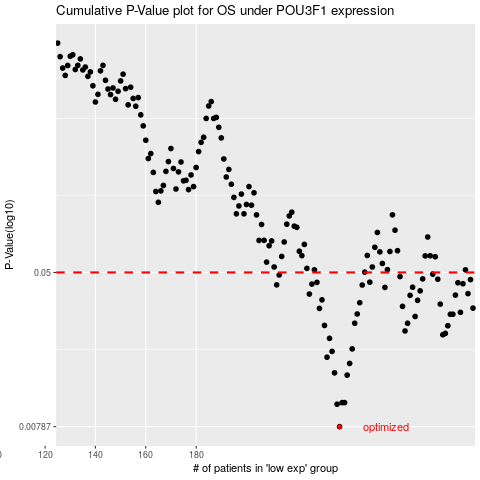 Cumulative P-Value plot for OS under POU3F1 expression
P-Value(log10)
0.05
0.00787
optimized
0 120 140 160 180
# of patients in 'low exp' group